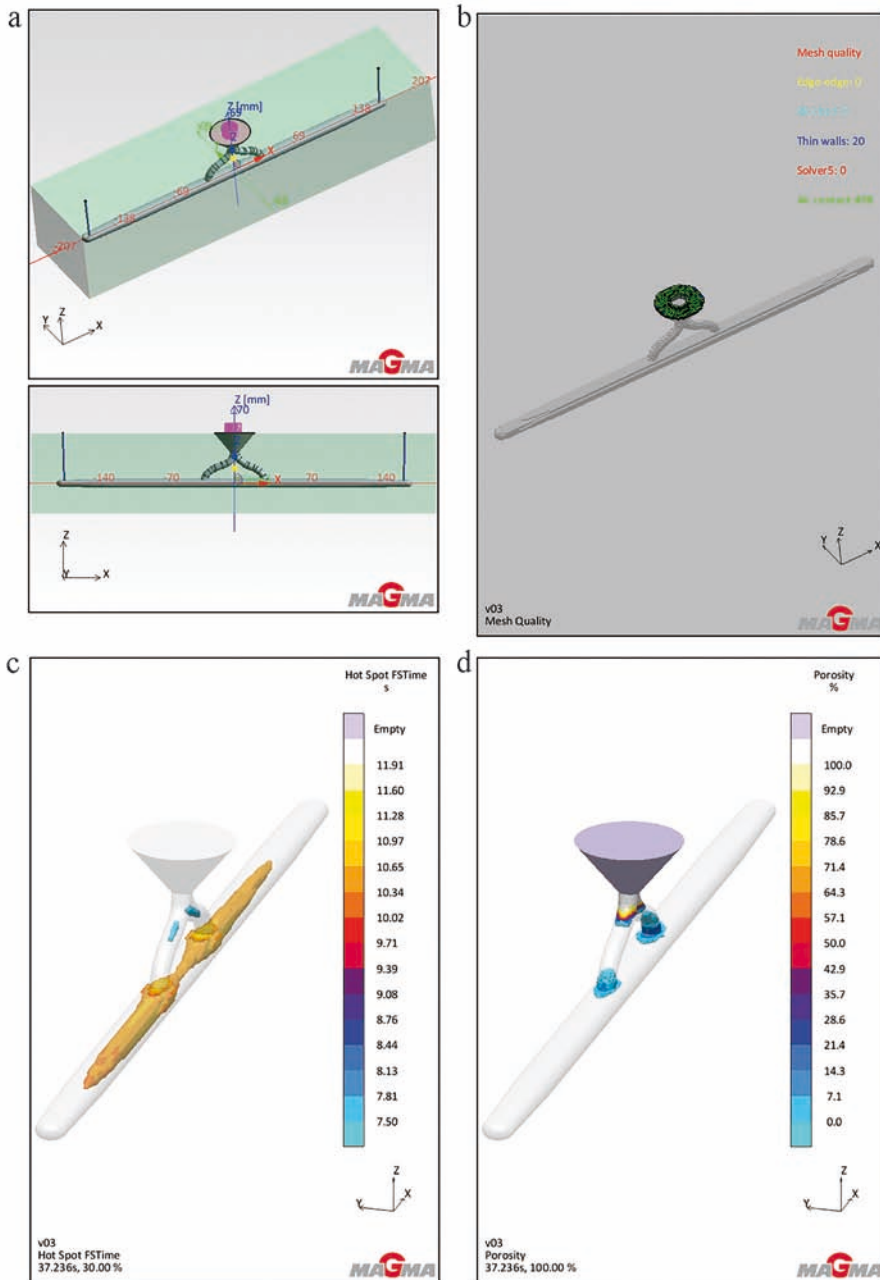 a
Z [mm]
69
207
138
69
X
-69
-138
-207
Y
Z
X
MAGMA
Z [mm]
70
-140
-70
70
140
X
Z
Y
X
MAGMA
b
Mesh quality
Edge-edge: 0
Thin walls: 20
Solver5: 0
Y
Z
X
v03
Mesh Quality
MAGMA
c
Hot Spot FSTime
s
Empty
11.91
11.60
11.28
10.97
10.65
10.34
10.02
9.71
9.39
9.08
8.76
8.44
8.13
7.81
7.50
Z
Y
X
v03
Hot Spot FSTime
37.236s, 30.00 %
MAGMA
d
Porosity
%
Empty
100.0
92.9
85.7
78.6
71.4
64.3
57.1
50.0
42.9
35.7
28.6
21.4
14.3
7.1
0.0
Z
Y
X
v03
Porosity
37.236s, 100.00 %
MAGMA